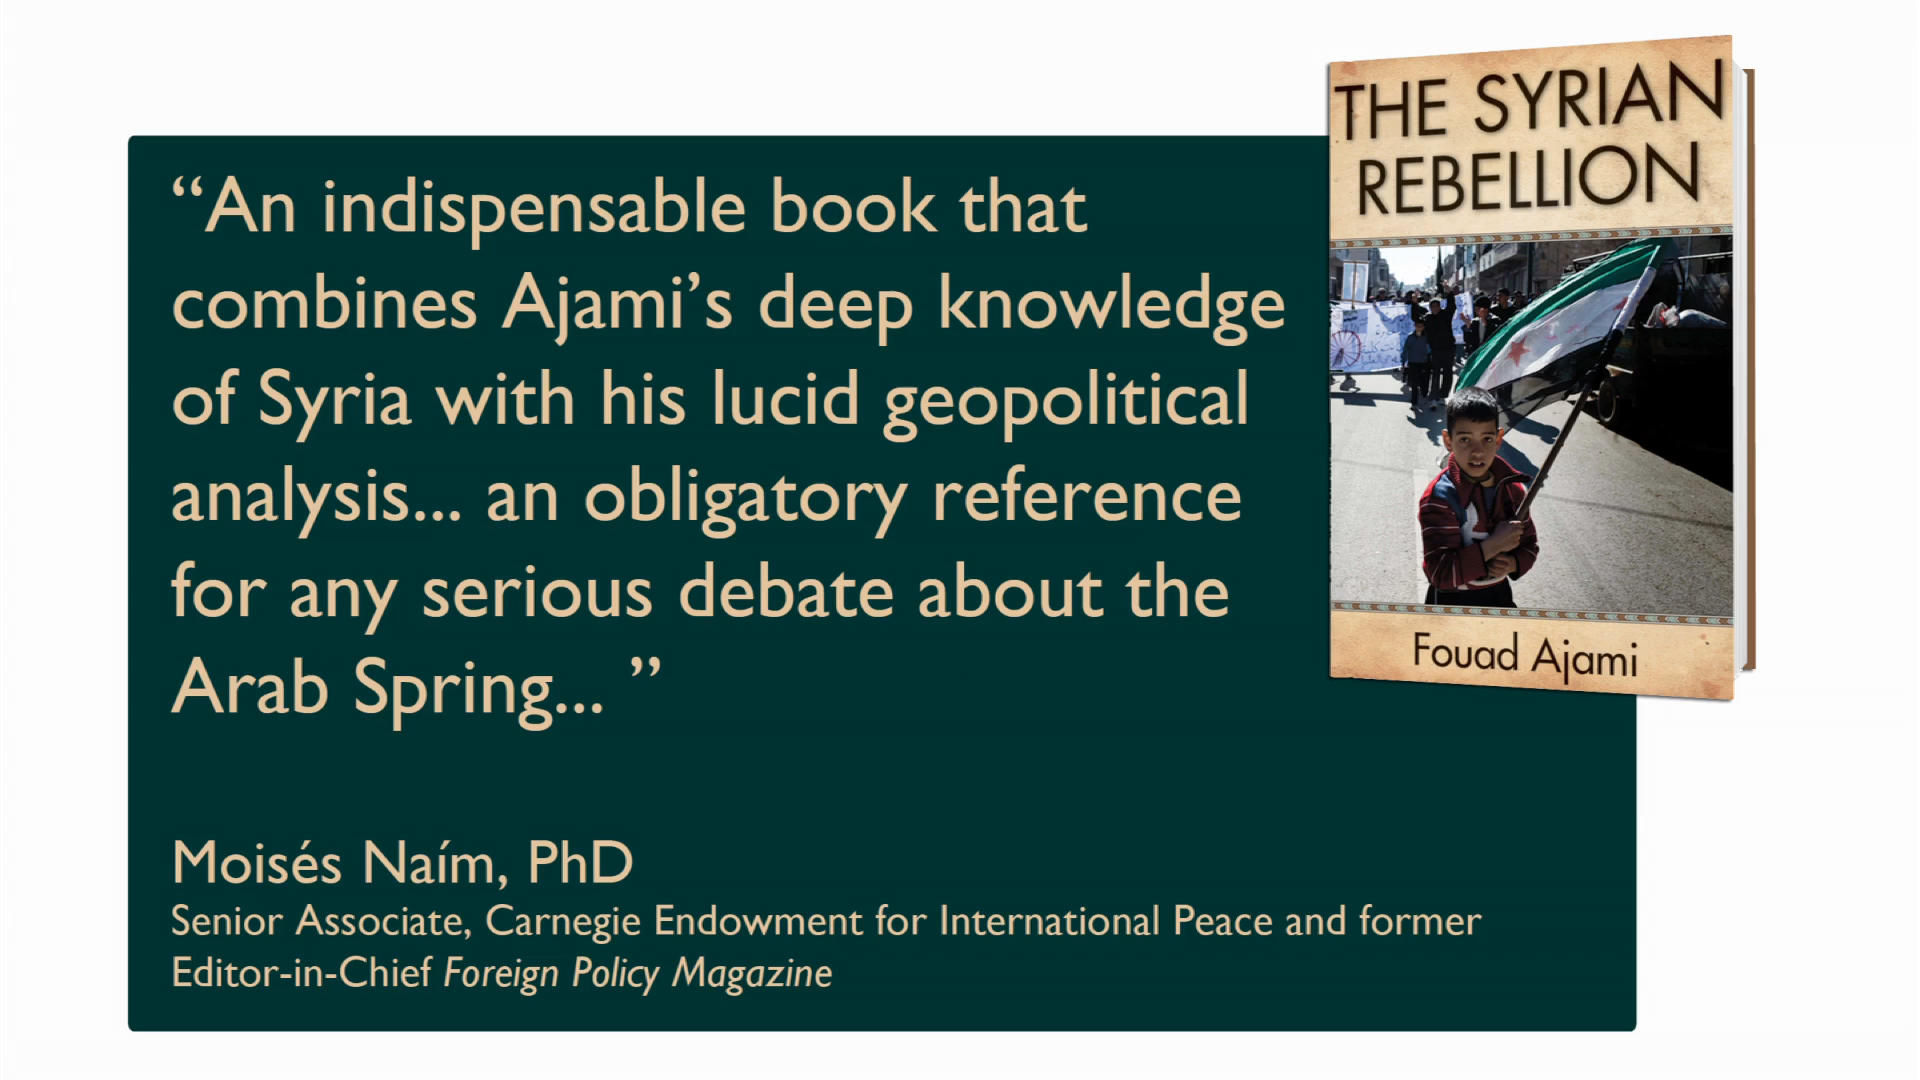 “An indispensable book that
combines Ajami’s deep knowledge
of Syria with his lucid geopolitical
analysis... an obligatory reference
for any serious debate about the
Arab Spring... ”
Moisés Naím, PhD
Senior Associate, Carnegie Endowment for International Peace and former
Editor-in-Chief Foreign Policy Magazine
THE SYRIAN
REBELLION
Fouad Ajami